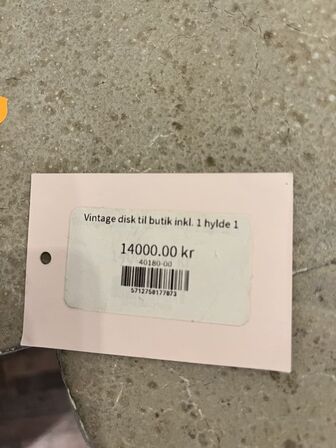 Vintage disk til butik inkl. 1 hylde 1
14000.00 kr
40180-00
5712750177073